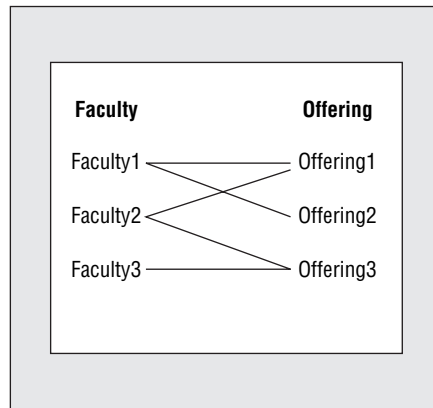 Faculty Offering
Faculty1 Offering1
Faculty2 Offering2
Faculty3 Offering3